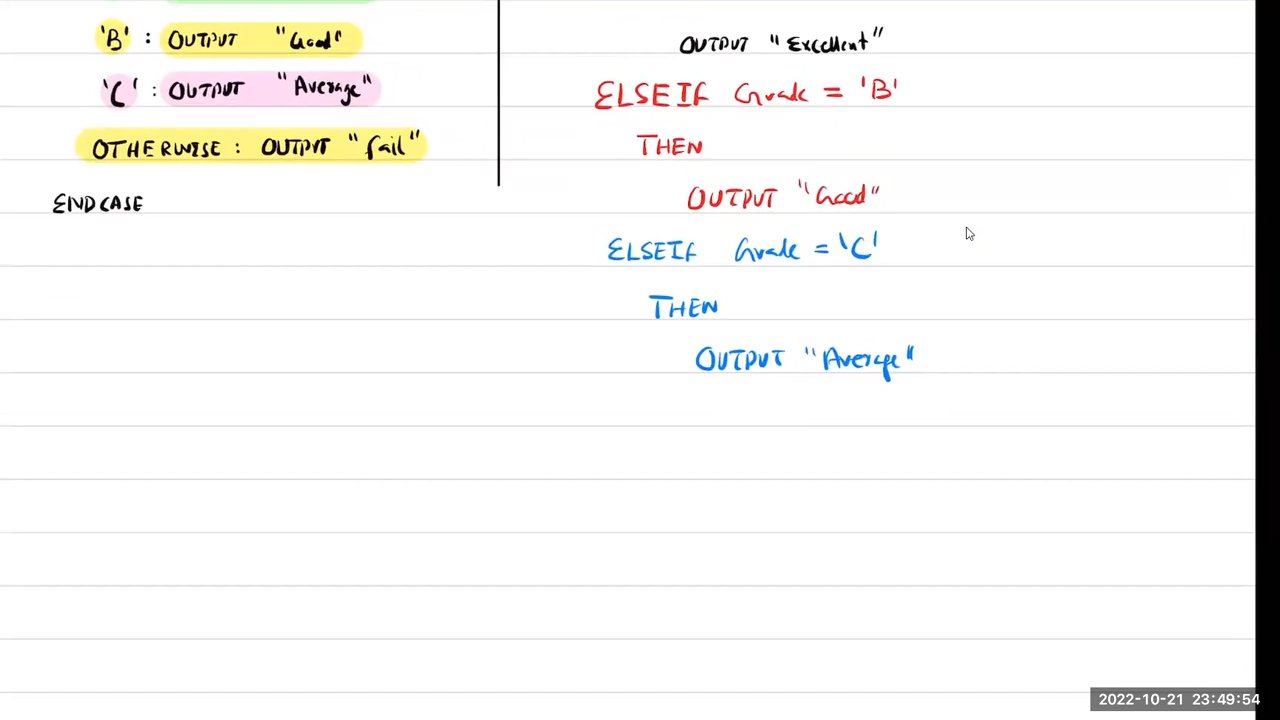 'B' : OUTPUT "Good"
'C' : OUTPUT "Average"
OTHERWISE : OUTPUT "fail"
ENDCASE
OUTPUT "Excellent"
ELSEIF Grade = 'B'
THEN
OUTPUT "Good"
ELSEIF Grade = 'C'
THEN
OUTPUT "Average"
2022-10-21 23:49:54